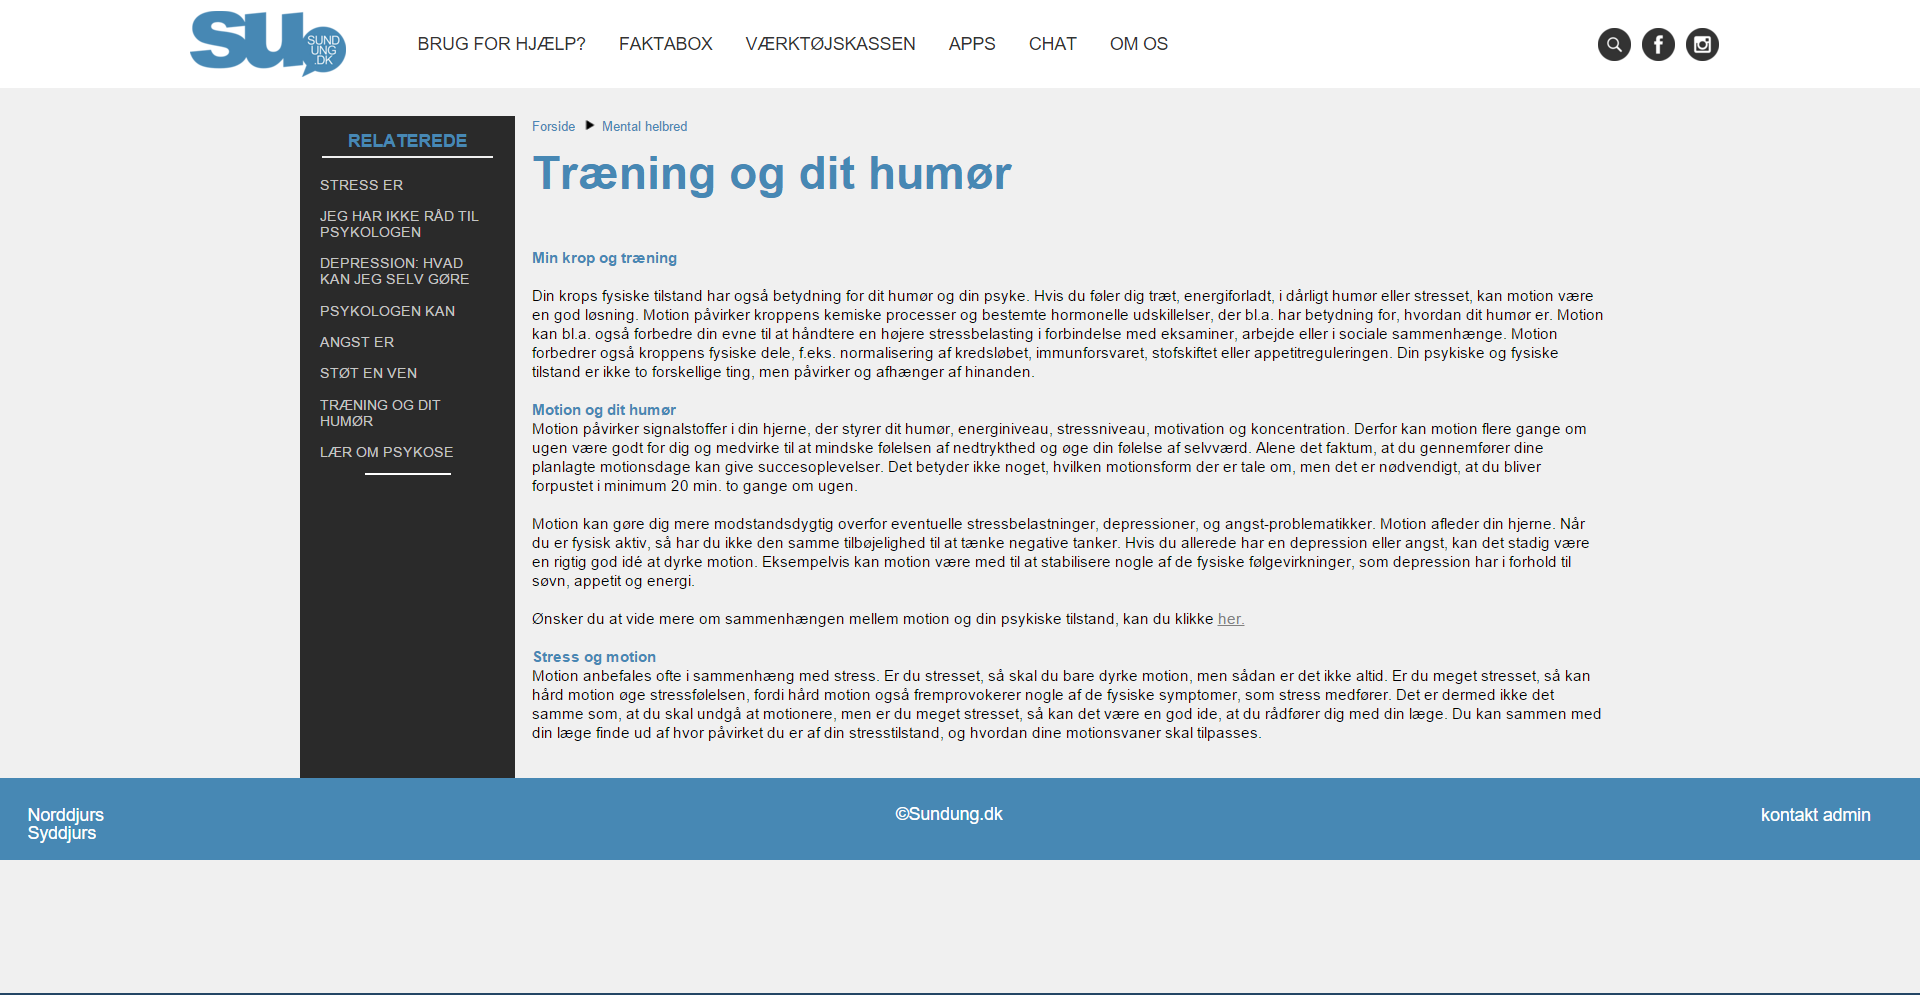 SU
SUND
UNG
.DK
BRUG FOR HJÆLP?
FAKTABOX
VÆRKTØJSKASSEN
APPS
CHAT
OM OS
RELATEREDE
STRESS ER
JEG HAR IKKE RÅD TIL
PSYKOLOGEN
DEPRESSION: HVAD
KAN JEG SELV GØRE
PSYKOLOGEN KAN
ANGST ER
STØT EN VEN
TRÆNING OG DIT
HUMØR
LÆR OM PSYKOSE
Forside
Mental helbred
Træning og dit humør
Min krop og træning
Din krops fysiske tilstand har også betydning for dit humør og din psyke. Hvis du føler dig træt, energiforladt, i dårligt humør eller stresset, kan motion være
en god løsning. Motion påvirker kroppens kemiske processer og bestemte hormonelle udskillelser, der bl.a. har betydning for, hvordan dit humør er. Motion
kan bl.a. også forbedre din evne til at håndtere en højere stressbelasting i forbindelse med eksaminer, arbejde eller i sociale sammenhænge. Motion
forbedrer også kroppens fysiske dele, f.eks. normalisering af kredsløbet, immunforsvaret, stofskiftet eller appetitreguleringen. Din psykiske og fysiske
tilstand er ikke to forskellige ting, men påvirker og afhænger af hinanden.
Motion og dit humør
Motion påvirker signalstoffer i din hjerne, der styrer dit humør, energiniveau, stressniveau, motivation og koncentration. Derfor kan motion flere gange om
ugen være godt for dig og medvirke til at mindske følelsen af nedtrykthed og øge din følelse af selvværd. Alene det faktum, at du gennemfører dine
planlagte motionsdage kan give succesoplevelser. Det betyder ikke noget, hvilken motionsform der er tale om, men det er nødvendigt, at du bliver
forpustet i minimum 20 min. to gange om ugen.
Motion kan gøre dig mere modstandsdygtig overfor eventuelle stressbelastninger, depressioner, og angst-problematikker. Motion afleder din hjerne. Når
du er fysisk aktiv, så har du ikke den samme tilbøjelighed til at tænke negative tanker. Hvis du allerede har en depression eller angst, kan det stadig være
en rigtig god idé at dyrke motion. Eksempelvis kan motion være med til at stabilisere nogle af de fysiske følgevirkninger, som depression har i forhold til
søvn, appetit og energi.
Ønsker du at vide mere om sammenhængen mellem motion og din psykiske tilstand, kan du klikke her.
Stress og motion
Motion anbefales ofte i sammenhæng med stress. Er du stresset, så skal du bare dyrke motion, men sådan er det ikke altid. Er du meget stresset, så kan
hård motion øge stressfølelsen, fordi hård motion også fremprovokerer nogle af de fysiske symptomer, som stress medfører. Det er dermed ikke det
samme som, at du skal undgå at motionere, men er du meget stresset, så kan det være en god ide, at du rådfører dig med din læge. Du kan sammen med
din læge finde ud af hvor påvirket du er af din stresstilstand, og hvordan dine motionsvaner skal tilpasses.
Norddjurs
Syddjurs
©Sundung.dk
kontakt admin